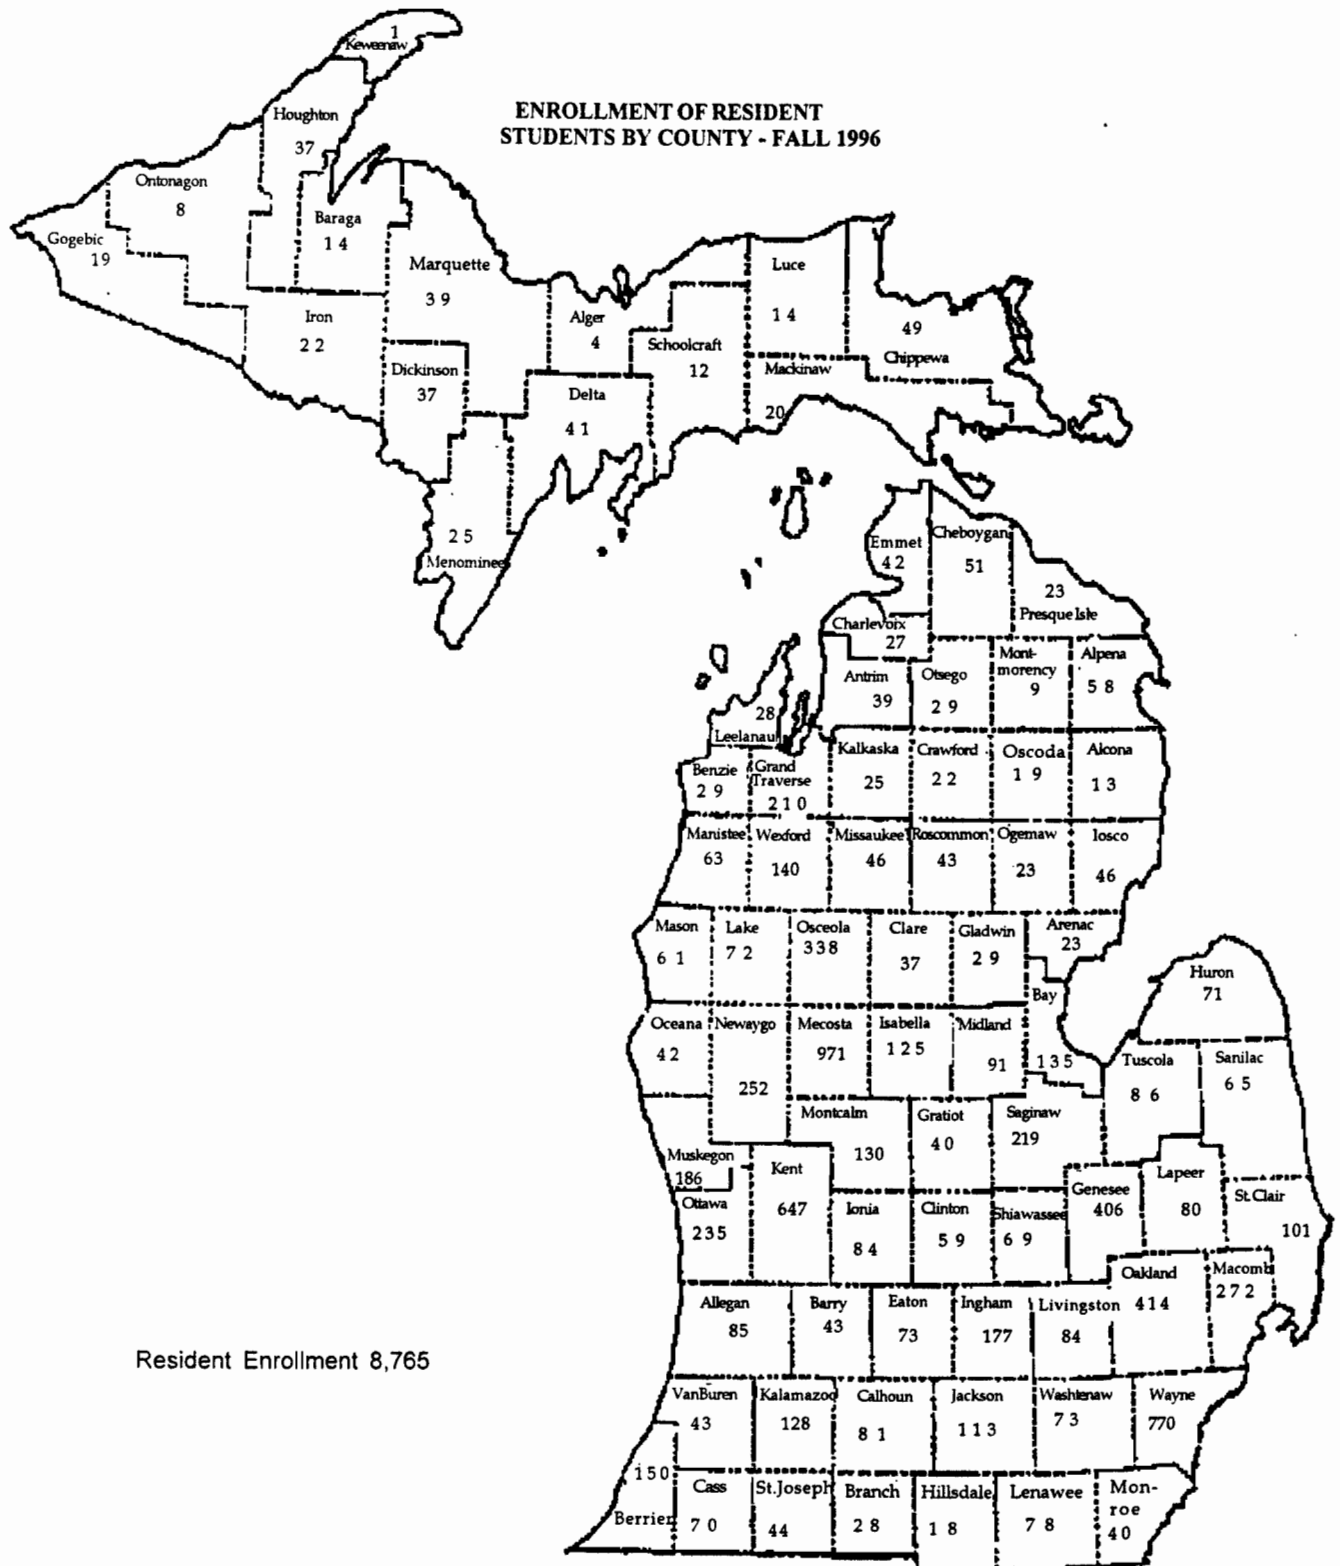 1
Keweenaw
ENROLLMENT OF RESIDENT
STUDENTS BY COUNTY - FALL 1996
Houghton
37
Ontonagon
8
Baraga
14
Gogebic
19
Marquette
39
Luce
14
Iron
22
Alger
4
49
Chippewa
Schoolcraft
12
Dickinson
37
Mackinaw
20
Delta
41
25
Menominee
Emmet
42
Cheboygan
51
23
Presque Isle
Charlevoix
27
Antrim
39
Otsego
29
Mont-
morency
9
Alpena
58
28
Leelanau
Benzie
29
Grand
Traverse
210
Kalkaska
25
Crawford
22
Oscoda
19
Alcona
13
Manistee
63
Wexford
140
Missaukee
46
Roscommon
43
Ogemaw
23
Iosco
46
Mason
61
Lake
72
Osceola
338
Clare
37
Gladwin
29
Arenac
23
Huron
71
Bay
135
Oceana
42
Newaygo
252
Mecosta
971
Isabella
125
Midland
91
Tuscola
86
Sanilac
65
Montcalm
130
Gratiot
40
Saginaw
219
Muskegon
186
Kent
647
Lapeer
80
Genesee
406
St.Clair
101
Ottawa
235
Ionia
84
Clinton
59
Shiawassee
69
Oakland
414
Macomb
272
Allegan
85
Barry
43
Eaton
73
Ingham
177
Livingston
84
Resident Enrollment 8,765
VanBuren
43
Kalamazoo
128
Calhoun
81
Jackson
113
Washtenaw
73
Wayne
770
150
Berrier
Cass
70
St.Joseph
44
Branch
28
Hillsdale
18
Lenawee
78
Mon-
roe
40